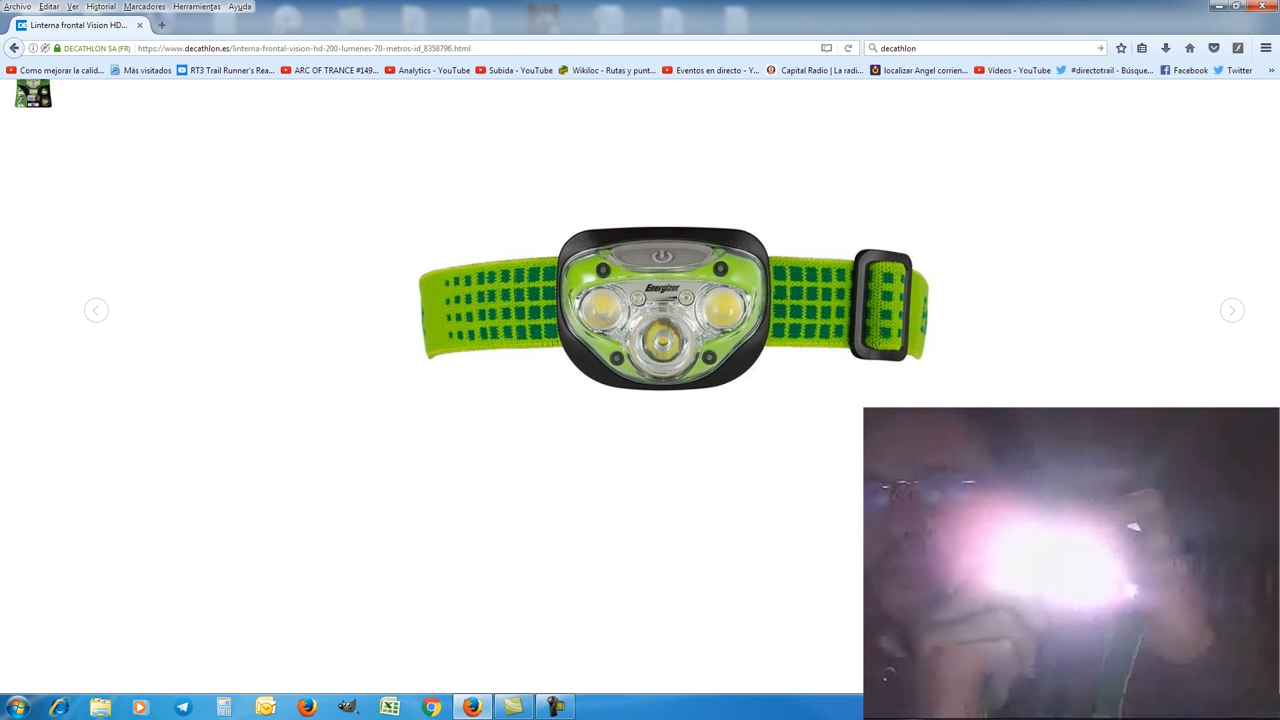 Archivo Editar Ver Historial Marcadores Herramientas Ayuda
Linterna frontal Vision HD...
DECATHLON SA (FR) https://www.decathlon.es/linterna-frontal-vision-hd-200-lumenes-70-metros-id_8358796.html decathlon
Como mejorar la calid... Más visitados RT3 Trail Runner's Rea... ARC OF TRANCE #149... Analytics - YouTube Subida - YouTube Wikiloc - Rutas y punt... Eventos en directo - Y... Capital Radio | La radi... localizar Angel corrien... Vídeos - YouTube #directotrail - Búsque... Facebook Twitter
Energizer